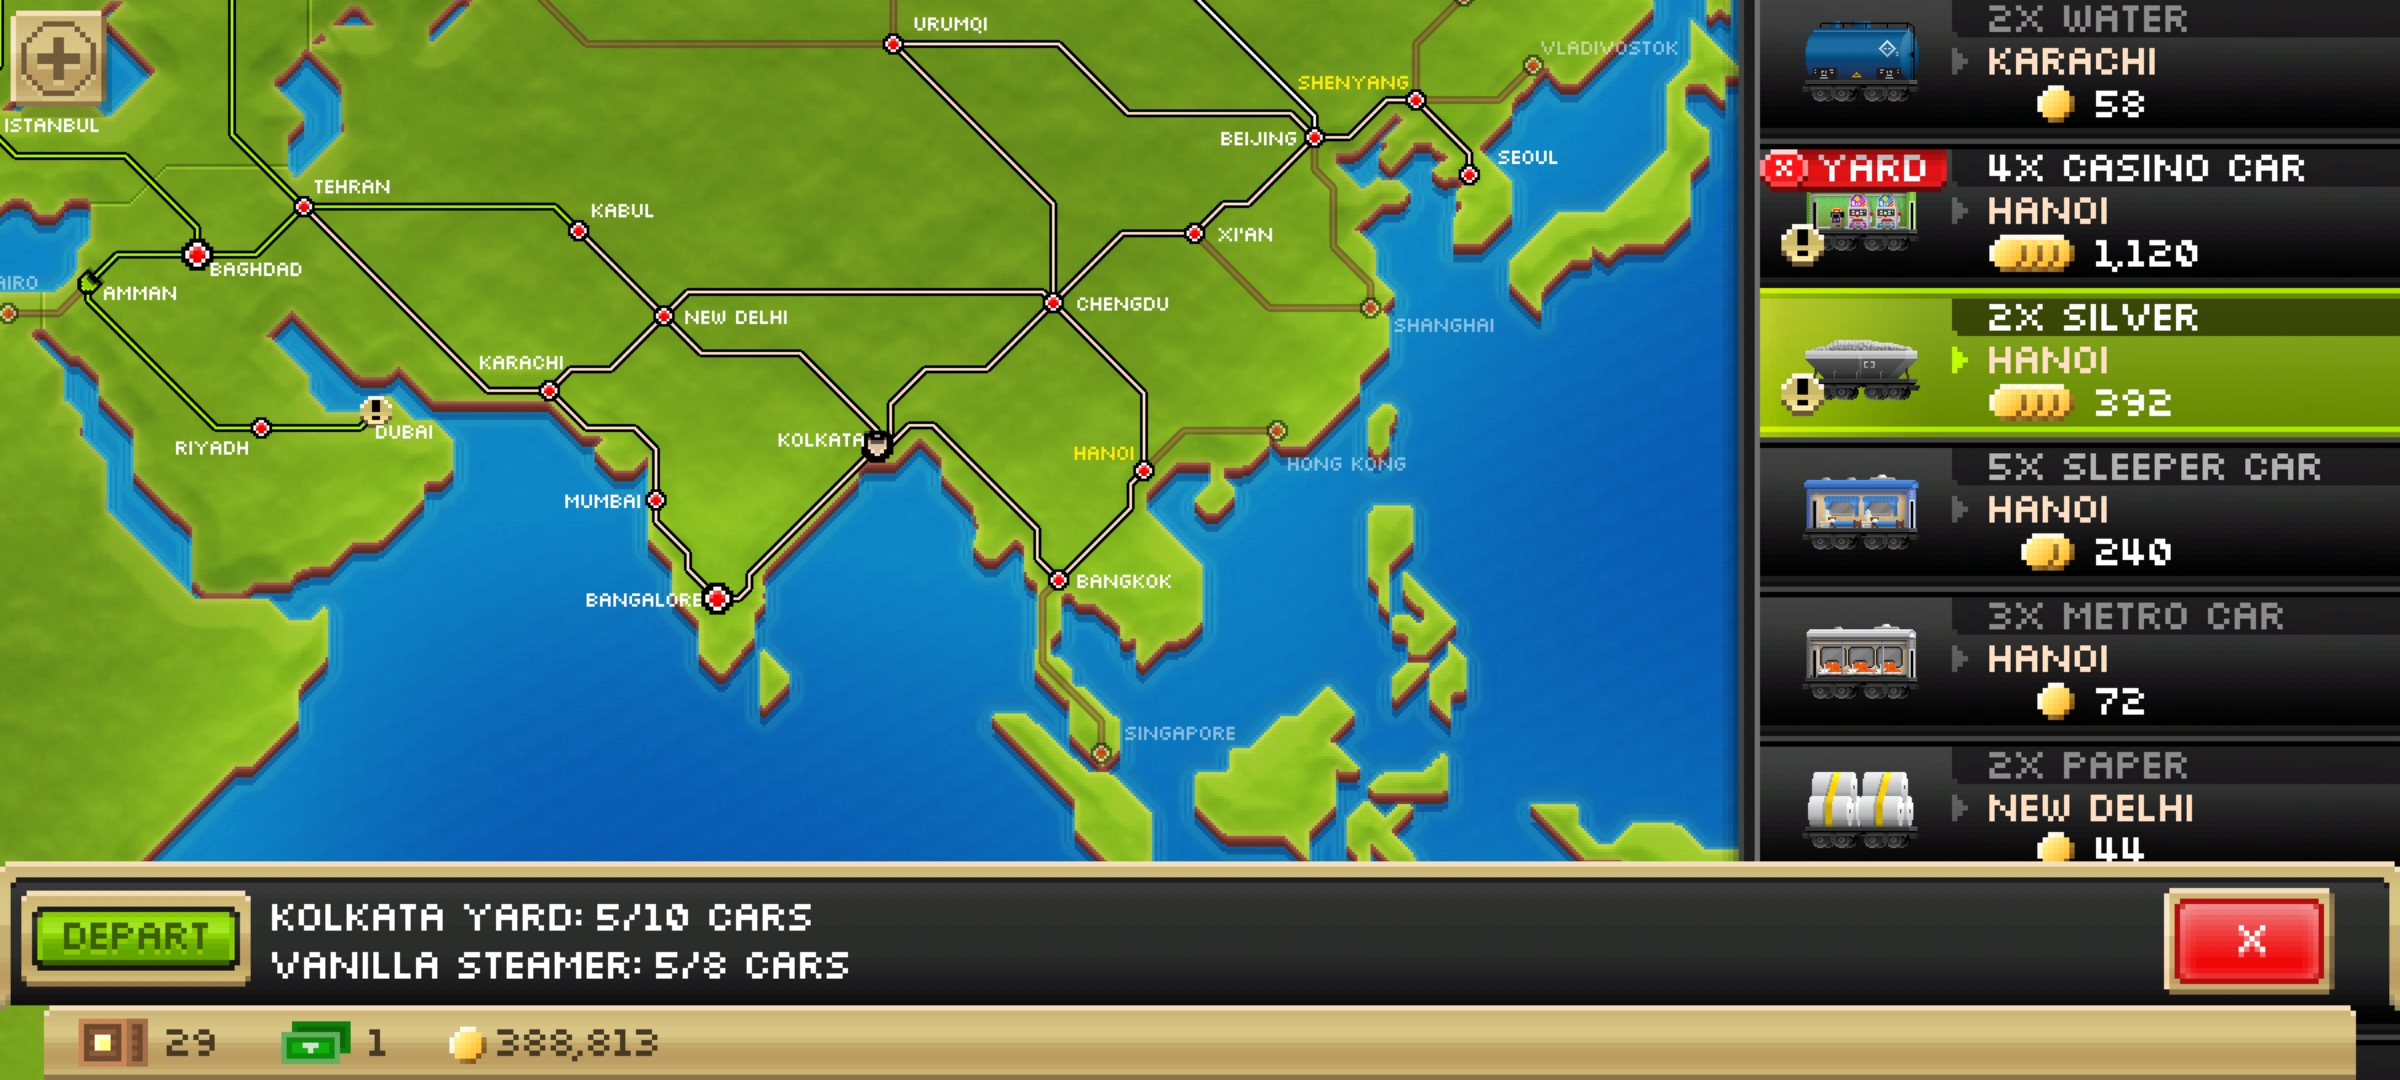 URUMQI
VLADIVOSTOK
SHENYANG
ISTANBUL
BEIJING
SEOUL
TEHRAN
KABUL
XI'AN
BAGHDAD
AIRO
AMMAN
NEW DELHI
CHENGDU
SHANGHAI
KARACHI
DUBAI
RIYADH
KOLKATA
HANOI
HONG KONG
MUMBAI
BANGKOK
BANGALORE
SINGAPORE
2X WATER
KARACHI
58
YARD
4X CASINO CAR
HANOI
1,120
2X SILVER
HANOI
392
5X SLEEPER CAR
HANOI
240
3X METRO CAR
HANOI
72
2X PAPER
NEW DELHI
44
DEPART
KOLKATA YARD: 5/10 CARS
VANILLA STEAMER: 5/8 CARS
X
29
1
388,813